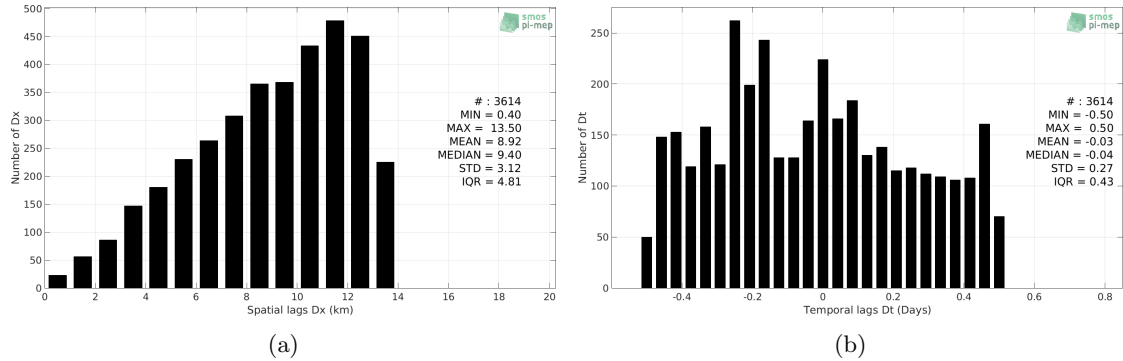 500
450
400
350
300
250
200
150
100
50
0
Number of Dx
0 2 4 6 8 10 12 14 16 18 20
Spatial lags Dx (km)
smos
pi-mep
# : 3614
MIN = 0.40
MAX = 13.50
MEAN = 8.92
MEDIAN = 9.40
STD = 3.12
IQR = 4.81
(a)
250
200
150
100
50
0
Number of Dt
-0.4 -0.2 0 0.2 0.4 0.6 0.8
Temporal lags Dt (Days)
smos
pi-mep
# : 3614
MIN = -0.50
MAX = 0.50
MEAN = -0.03
MEDIAN = -0.04
STD = 0.27
IQR = 0.43
(b)